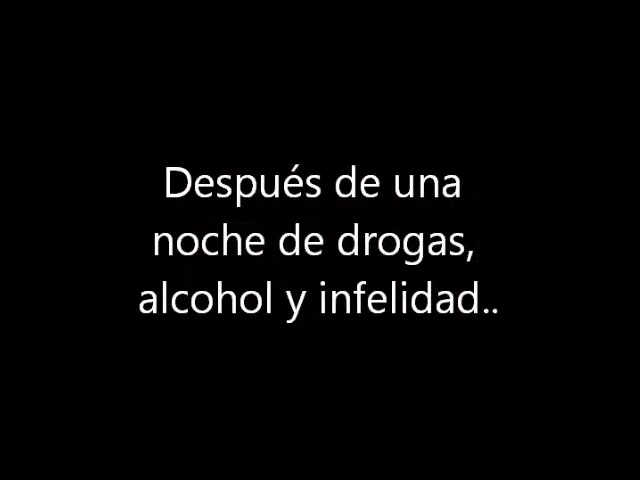 Después de una
noche de drogas,
alcohol y infelidad..